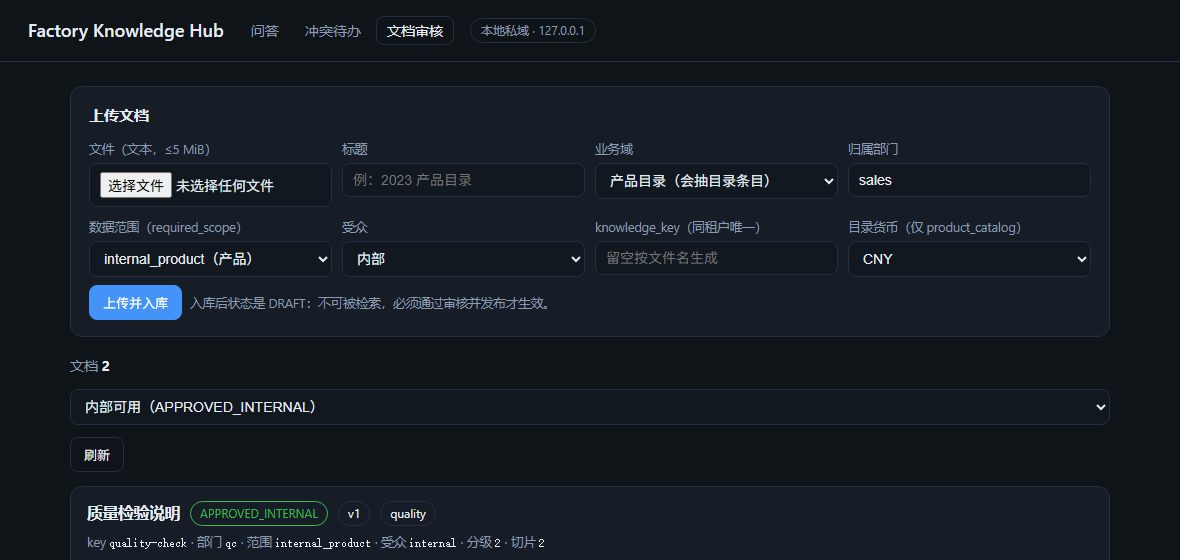 Factory Knowledge Hub 问答 冲突待办 文档审核 本地私域 · 127.0.0.1
上传文档
文件（文本，≤5 MiB） 标题 业务域 归属部门
选择文件 未选择任何文件 例：2023 产品目录 产品目录（会抽目录条目） sales
数据范围（required_scope） 受众 knowledge_key（同租户唯一） 目录货币（仅 product_catalog）
internal_product（产品） 内部 留空按文件名生成 CNY
上传并入库 入库后状态是 DRAFT：不可被检索，必须通过审核并发布才生效。
文档 2
内部可用（APPROVED_INTERNAL）
刷新
质量检验说明 APPROVED_INTERNAL v1 quality
key quality-check · 部门 qc · 范围 internal_product · 受众 internal · 分级 2 · 切片 2